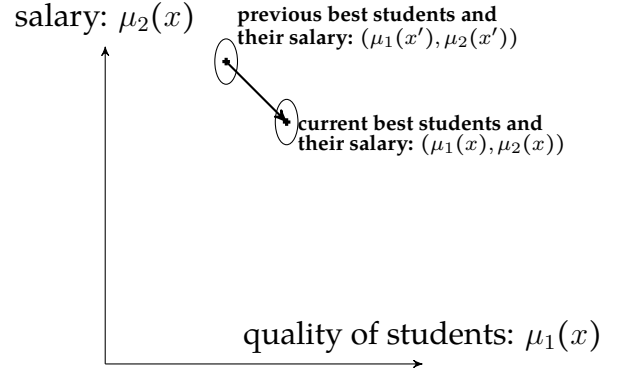 salary: μ₂(x)
previous best students and
their salary: (μ₁(x′), μ₂(x′))
current best students and
their salary: (μ₁(x), μ₂(x))
quality of students: μ₁(x)